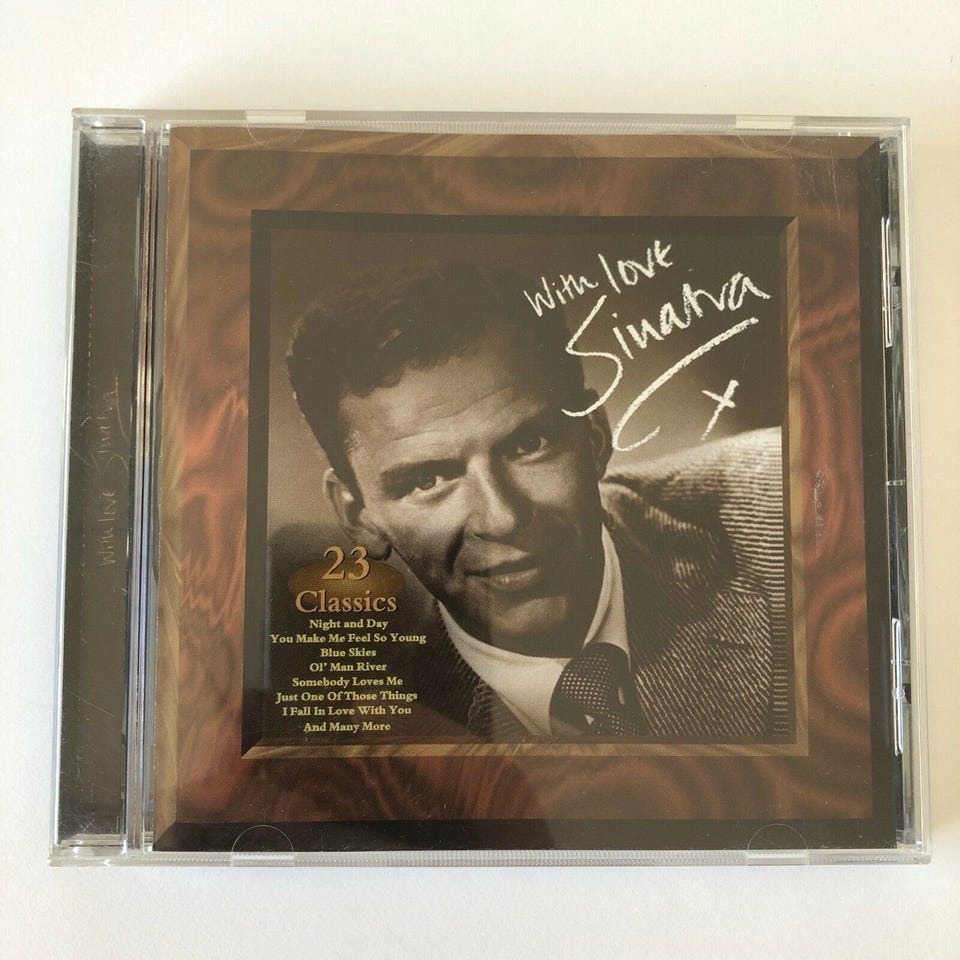 With love
Sinatra
x
23
Classics
Night and Day
You Make Me Feel So Young
Blue Skies
Ol' Man River
Somebody Loves Me
Just One Of Those Things
I Fall In Love With You
And Many More
With love Sinatra